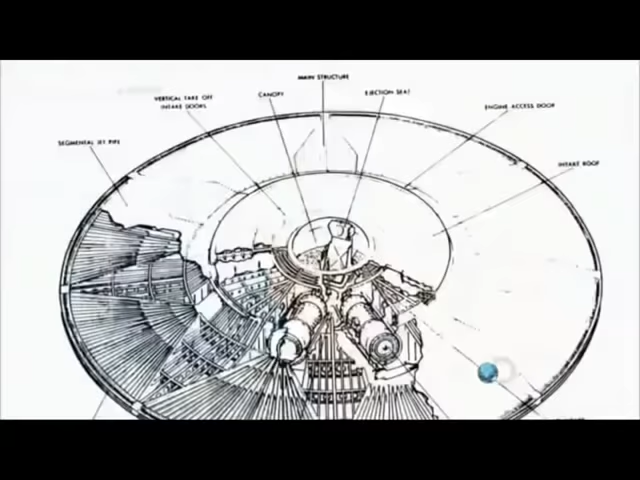 MAIN STRUCTURE
VERTICAL TAKE OFF
INTAKE DOORS
CANOPY
EJECTION SEAT
ENGINE ACCESS DOOR
SEGMENTAL JET PIPE
INTAKE ROOF